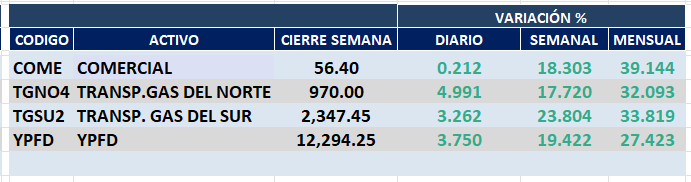 VARIACIÓN %
CODIGO ACTIVO CIERRE SEMANA DIARIO SEMANAL MENSUAL
COME COMERCIAL 56.40 0.212 18.303 39.144
TGNO4 TRANSP.GAS DEL NORTE 970.00 4.991 17.720 32.093
TGSU2 TRANSP. GAS DEL SUR 2,347.45 3.262 23.804 33.819
YPFD YPFD 12,294.25 3.750 19.422 27.423